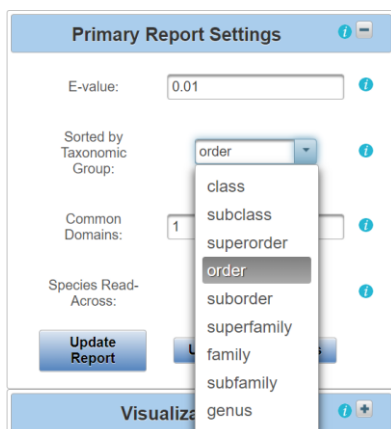 Primary Report Settings
E-value:
0.01
Sorted by
Taxonomic
Group:
order
class
subclass
superorder
order
suborder
superfamily
family
subfamily
genus
Common
Domains:
1
Species Read-
Across:
Update
Report
U
s
Visualiza